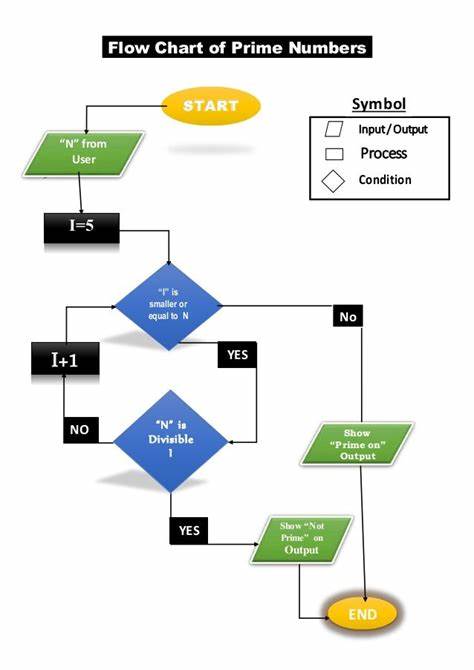 Flow Chart of Prime Numbers
START
Symbol
Input/Output
Process
Condition
"N" from
User
I=5
"I" is
smaller or
equal to N
No
YES
I+1
NO
"N" is
Divisible
I
Show
"Prime on"
Output
YES
Show "Not
Prime" on
Output
END